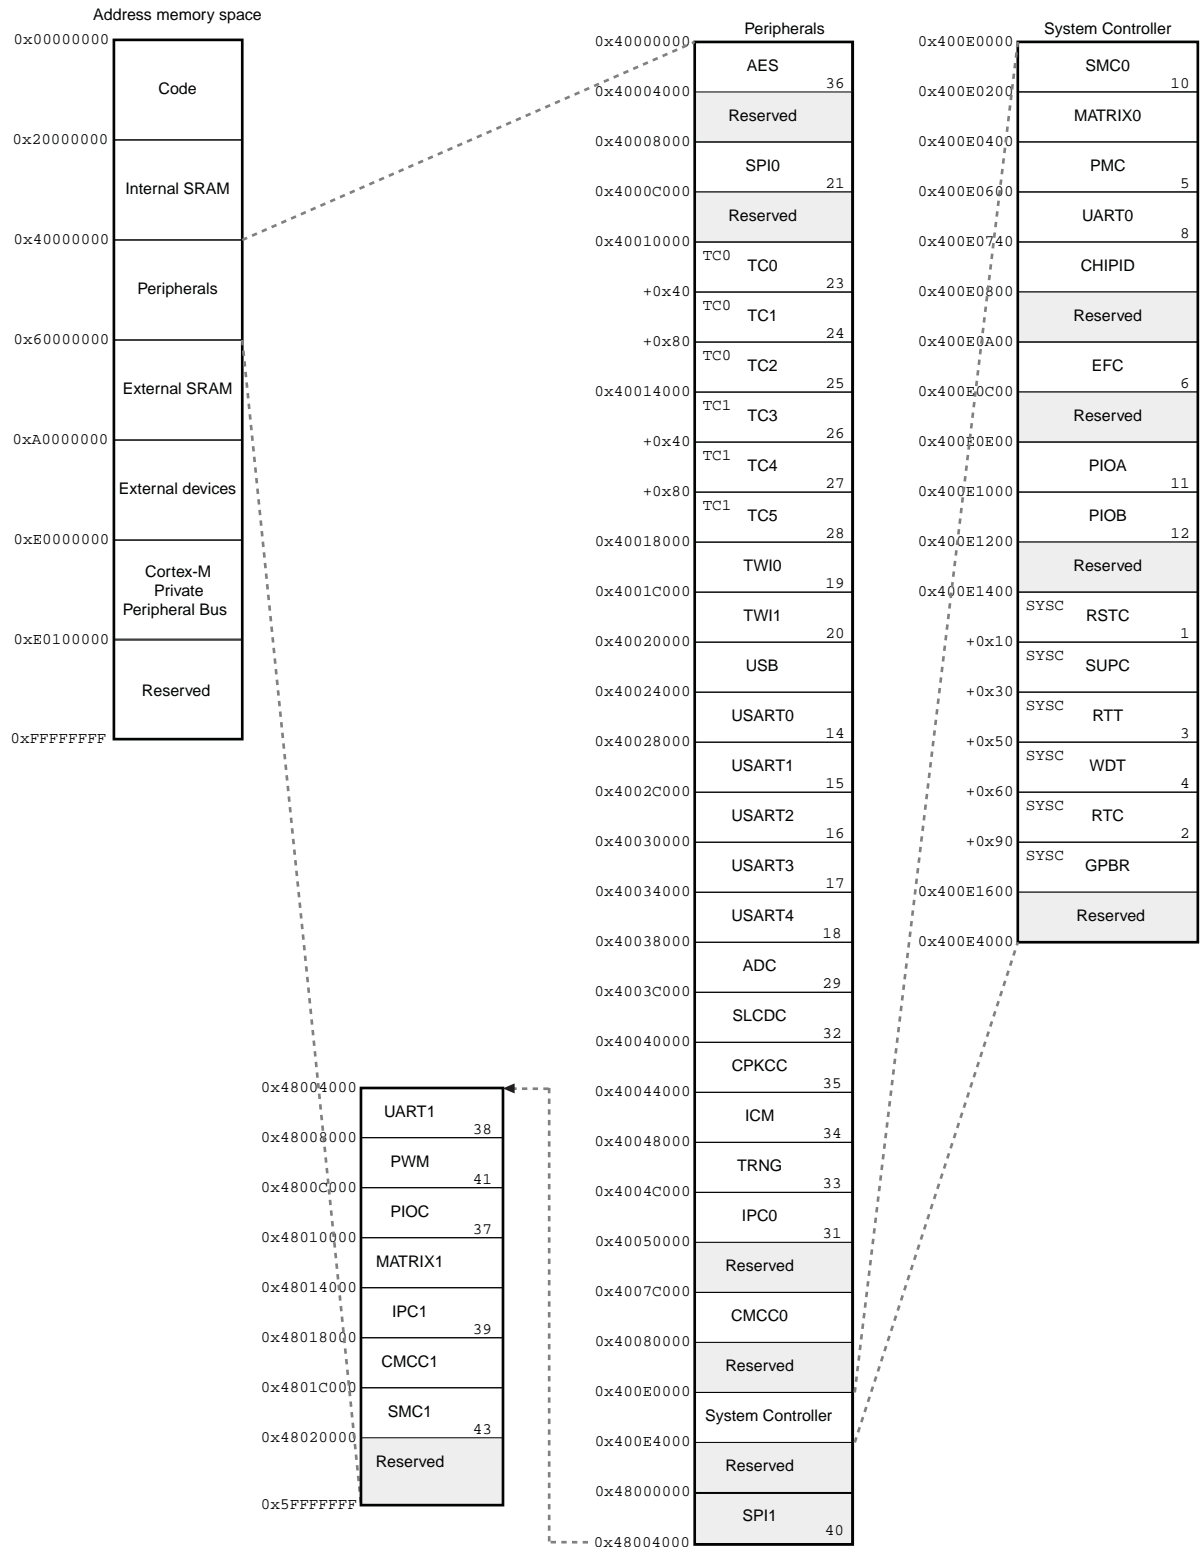 Address memory space
0x00000000
Code
0x20000000
Internal SRAM
0x40000000
Peripherals
0x60000000
External SRAM
0xA0000000
External devices
0xE0000000
Cortex-M
Private
Peripheral Bus
0xE0100000
Reserved
0xFFFFFFFF
0x48004000
UART1
38
0x48008000
PWM
41
0x4800C000
PIOC
37
0x48010000
MATRIX1
0x48014000
IPC1
39
0x48018000
CMCC1
0x4801C000
SMC1
43
0x48020000
Reserved
0x5FFFFFFF
Peripherals
0x40000000
AES
36
0x40004000
Reserved
0x40008000
SPI0
21
0x4000C000
Reserved
0x40010000
TC0
TC0
23
+0x40
TC0
TC1
24
+0x80
TC0
TC2
25
0x40014000
TC1
TC3
26
+0x40
TC1
TC4
27
+0x80
TC1
TC5
28
0x40018000
TWI0
19
0x4001C000
TWI1
20
0x40020000
USB
0x40024000
USART0
14
0x40028000
USART1
15
0x4002C000
USART2
16
0x40030000
USART3
17
0x40034000
USART4
18
0x40038000
ADC
29
0x4003C000
SLCDC
32
0x40040000
CPKCC
35
0x40044000
ICM
34
0x40048000
TRNG
33
0x4004C000
IPC0
31
0x40050000
Reserved
0x4007C000
CMCC0
0x40080000
Reserved
0x400E0000
System Controller
0x400E4000
Reserved
0x48000000
SPI1
40
0x48004000
System Controller
0x400E0000
SMC0
10
0x400E0200
MATRIX0
0x400E0400
PMC
5
0x400E0600
UART0
8
0x400E0740
CHIPID
0x400E0800
Reserved
0x400E0A00
EFC
6
0x400E0C00
Reserved
0x400E0E00
PIOA
11
0x400E1000
PIOB
12
0x400E1200
Reserved
0x400E1400
SYSC
RSTC
1
+0x10
SYSC
SUPC
+0x30
SYSC
RTT
3
+0x50
SYSC
WDT
4
+0x60
SYSC
RTC
2
+0x90
SYSC
GPBR
0x400E1600
Reserved
0x400E4000